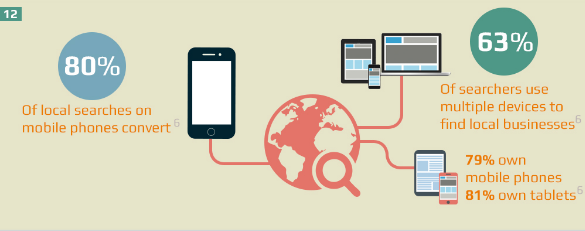 12
80%
Of local searches on
mobile phones convert 6
63%
Of searchers use
multiple devices to
find local businesses 6
79% own
mobile phones
81% own tablets 6